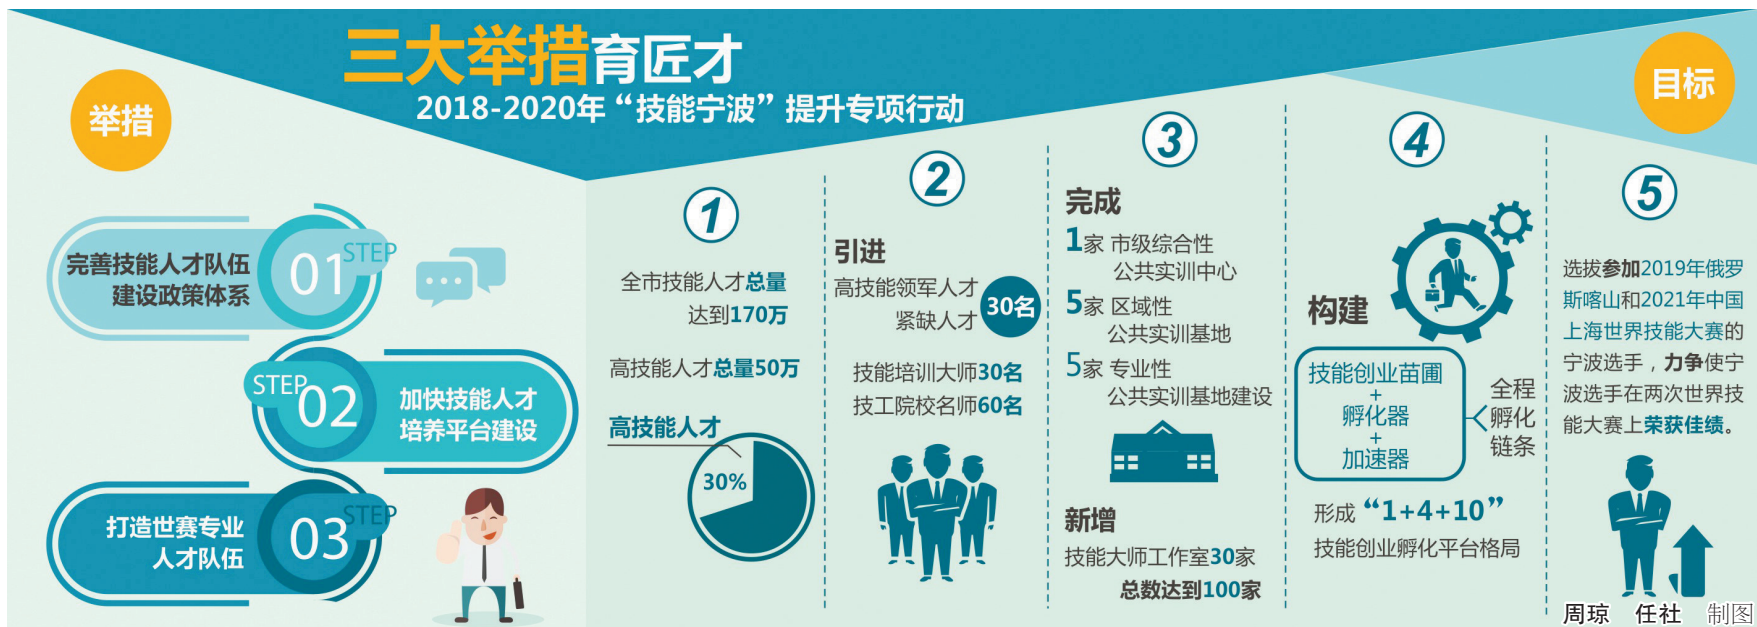 三大举措育匠才
2018-2020年“技能宁波”提升专项行动
举措
完善技能人才队伍
建设政策体系
01
STEP
STEP
02
加快技能人才
培养平台建设
打造世赛专业
人才队伍
03
STEP
目标
1
全市技能人才总量
达到170万
高技能人才总量50万
高技能人才
30%
2
引进
高技能领军人才
紧缺人才
30名
技能培训大师30名
技工院校名师60名
3
完成
1家 市级综合性
公共实训中心
5家 区域性
公共实训基地
5家 专业性
公共实训基地建设
新增
技能大师工作室30家
总数达到100家
4
构建
技能创业苗圃
+
孵化器
+
加速器
全程
孵化
链条
形成“1+4+10”
技能创业孵化平台格局
5
选拔参加2019年俄罗
斯喀山和2021年中国
上海世界技能大赛的
宁波选手，力争使宁
波选手在两次世界技
能大赛上荣获佳绩。
周琼 任社 制图